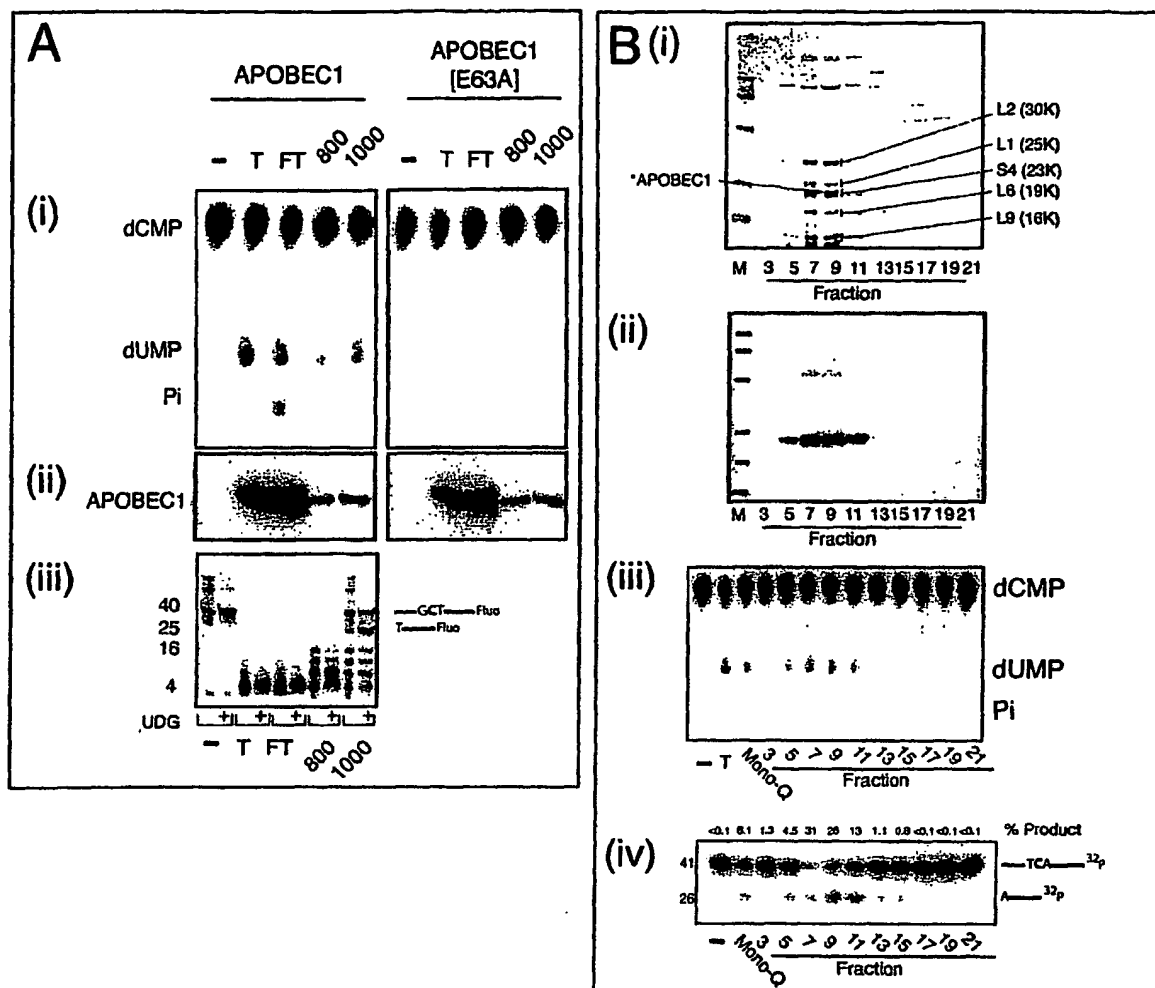 A
APOBEC1
APOBEC1
[E63A]
– T FT 800 1000
– T FT 800 1000
(i)
dCMP
dUMP
Pi
(ii)
APOBEC1
(iii)
40
25
16
4
GCT Fluo
T Fluo
UDG + + + + +
– T FT 800 1000
B
(i)
L2 (30K)
L1 (25K)
S4 (23K)
L6 (19K)
L9 (16K)
*APOBEC1
M 3 5 7 9 11 13 15 17 19 21
Fraction
(ii)
M 3 5 7 9 11 13 15 17 19 21
Fraction
(iii)
dCMP
dUMP
Pi
– T Mono-Q 3 5 7 9 11 13 15 17 19 21
Fraction
(iv)
<0.1 6.1 1.3 4.5 31 26 13 1.1 0.8 <0.1 <0.1 <0.1 % Product
41 TCA 32P
26 A 32P
– Mono-Q 3 5 7 9 11 13 15 17 19 21
Fraction